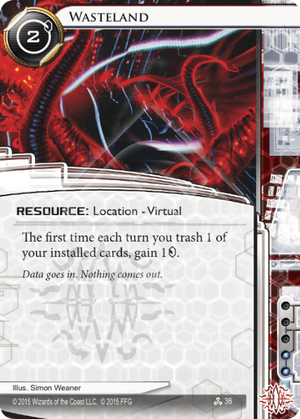 2 Wasteland
RESOURCE: Location - Virtual
The first time each turn you trash 1 of
your installed cards, gain 1.
Data goes in. Nothing comes out.
Illus. Simon Weaner
© 2015 Wizards of the Coast LLC. © 2015 FFG 36